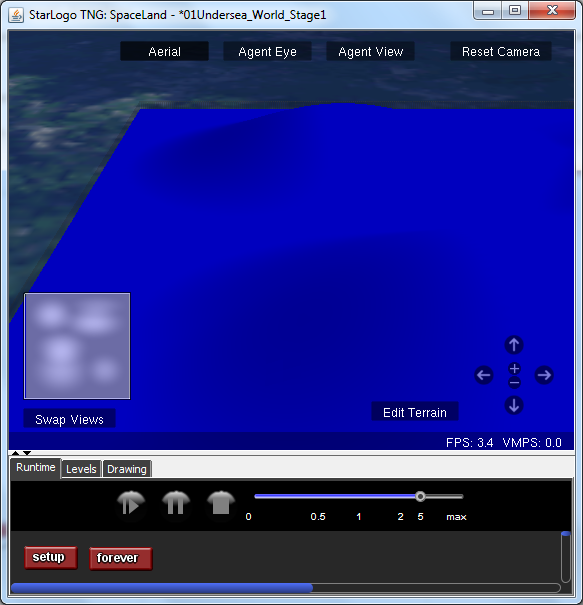 StarLogo TNG: SpaceLand - *01Undersea_World_Stage1
Aerial Agent Eye Agent View Reset Camera
Swap Views
Edit Terrain
FPS: 3.4 VMPS: 0.0
Runtime Levels Drawing
0 0.5 1 2 5 max
setup forever